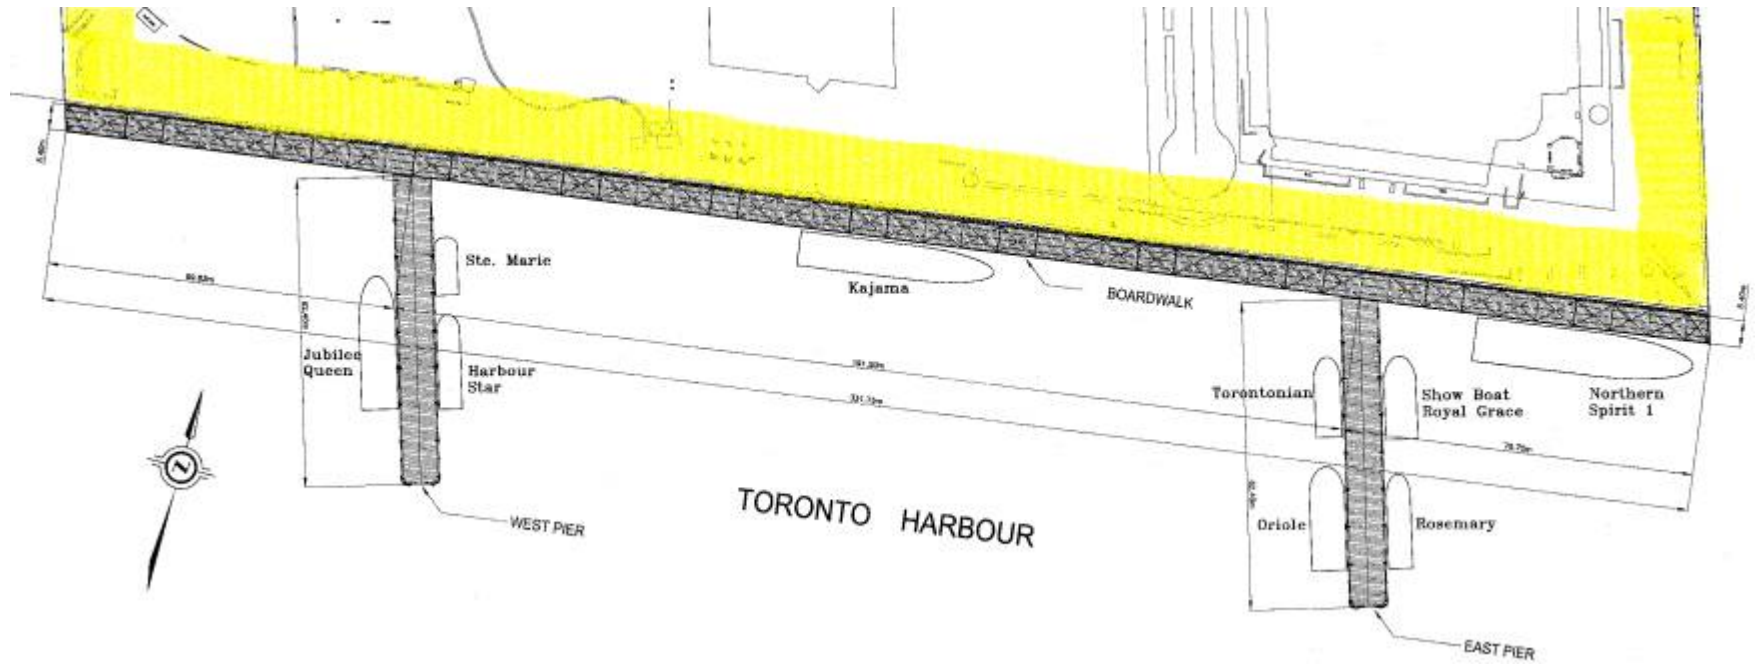 Ste. Marie
Kajama
BOARDWALK
Jubilee
Queen
Harbour
Star
Torontonian
Show Boat
Royal Grace
Northern
Spirit 1
TORONTO HARBOUR
WEST PIER
Oriole
Rosemary
EAST PIER